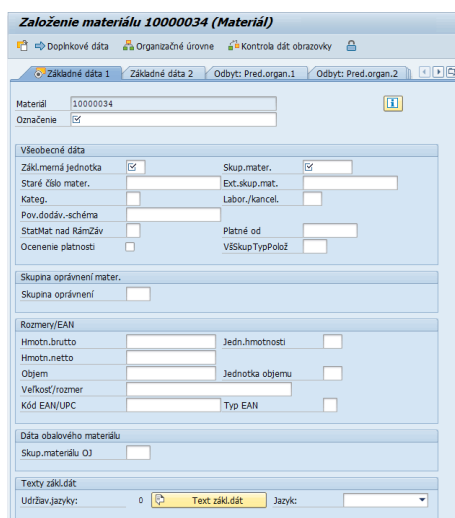 Založenie materiálu 10000034 (Materiál)
Doplnkové dáta Organizačné úrovne Kontrola dát obrazovky
Základné dáta 1 Základné dáta 2 Odbyt: Pred.organ.1 Odbyt: Pred.organ.2
Materiál 10000034
Označenie
Všeobecné dáta
Zákl.merná jednotka Skup.mater.
Staré číslo mater. Ext.skup.mat.
Kateg. Labor./kancel.
Pov.dodáv.-schéma
StatMat nad RámZáv Platné od
Ocenenie platnosti VšSkupTypPolož
Skupina oprávnení mater.
Skupina oprávnení
Rozmery/EAN
Hmotn.brutto Jedn.hmotnosti
Hmotn.netto
Objem Jednotka objemu
Veľkosť/rozmer
Kód EAN/UPC Typ EAN
Dáta obalového materiálu
Skup.materiálu OJ
Texty zákl.dát
Udržiav.jazyky: 0 Text zákl.dát Jazyk: